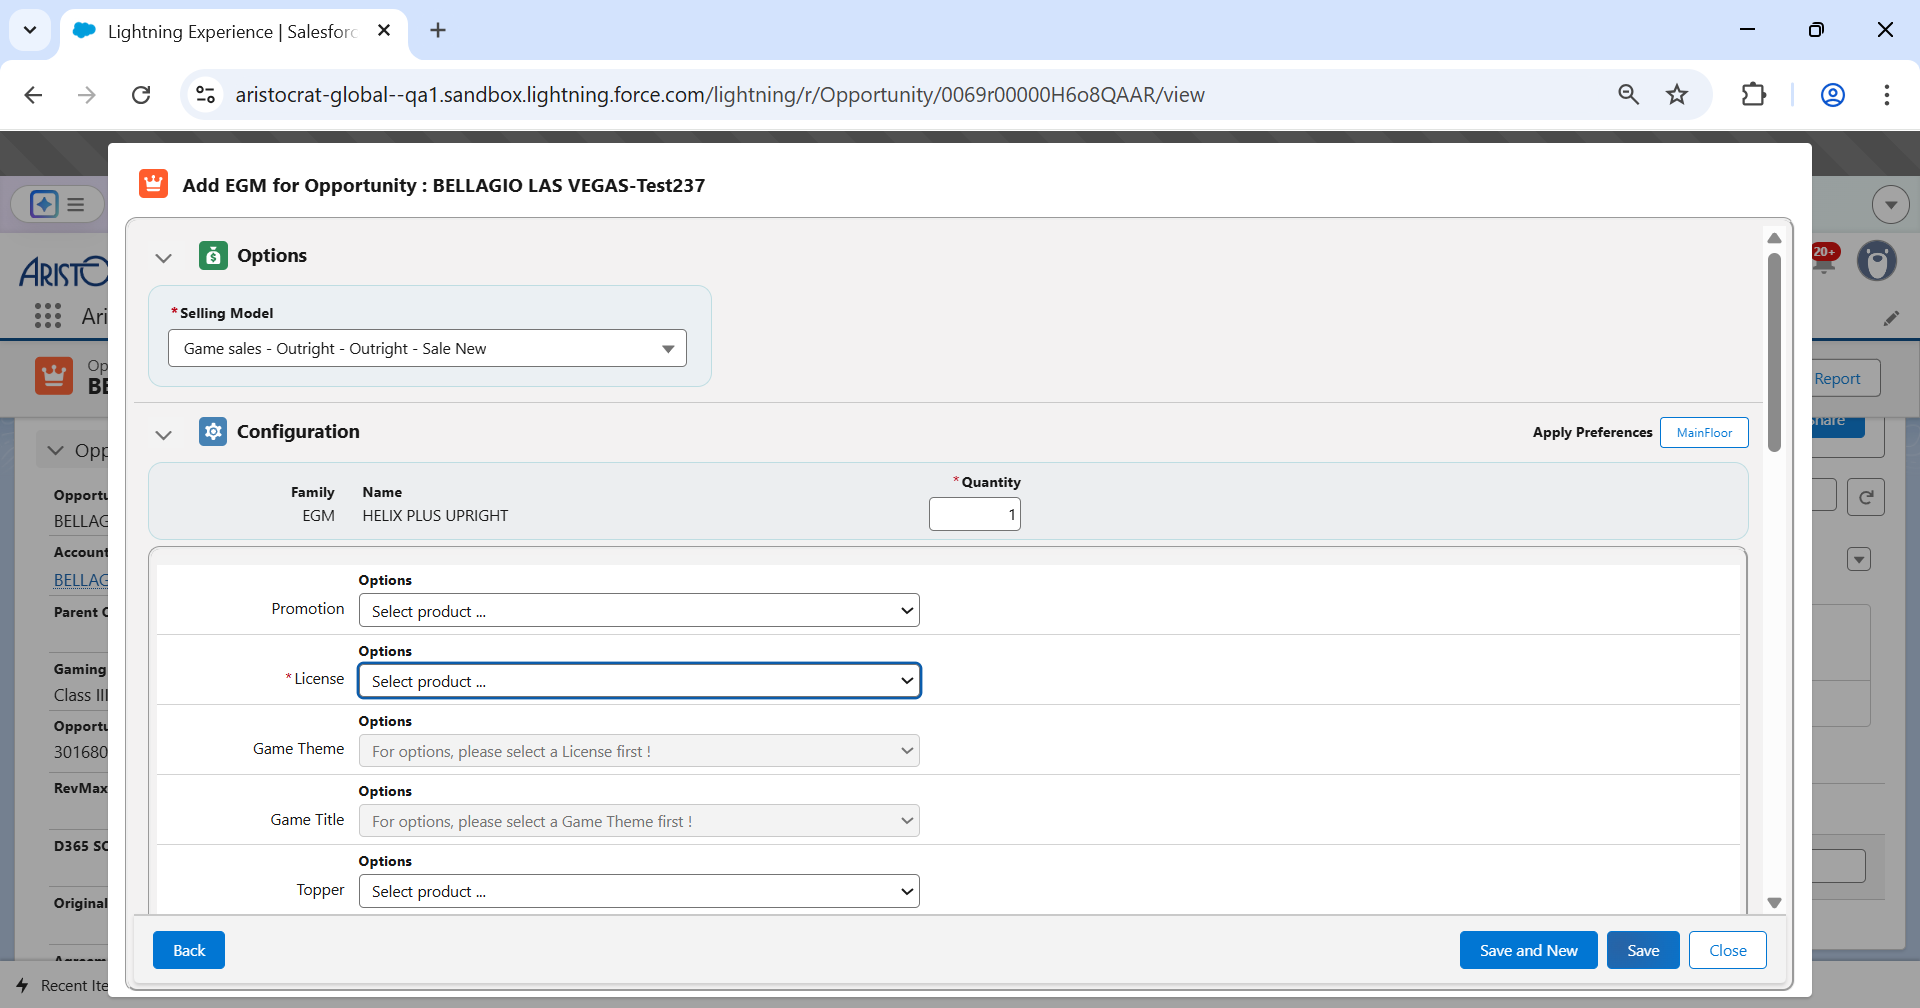 Lightning Experience | Salesforc
aristocrat-global--qa1.sandbox.lightning.force.com/lightning/r/Opportunity/0069r00000H6o8QAAR/view
Add EGM for Opportunity : BELLAGIO LAS VEGAS-Test237
Options
*Selling Model
Game sales - Outright - Outright - Sale New
Configuration
Apply Preferences MainFloor
Family Name *Quantity
EGM HELIX PLUS UPRIGHT 1
Options
Promotion Select product ...
Options
*License Select product ...
Options
Game Theme For options, please select a License first !
Options
Game Title For options, please select a Game Theme first !
Options
Topper Select product ...
Back Save and New Save Close
ARISTO
Ari
Op
BE
Opp
Opportu
BELLAG
Account
BELLAG
Parent C
Gaming
Class III
Opportu
301680
RevMax
D365 SC
Original
Agreem
Recent Ite
20+
Report
Share